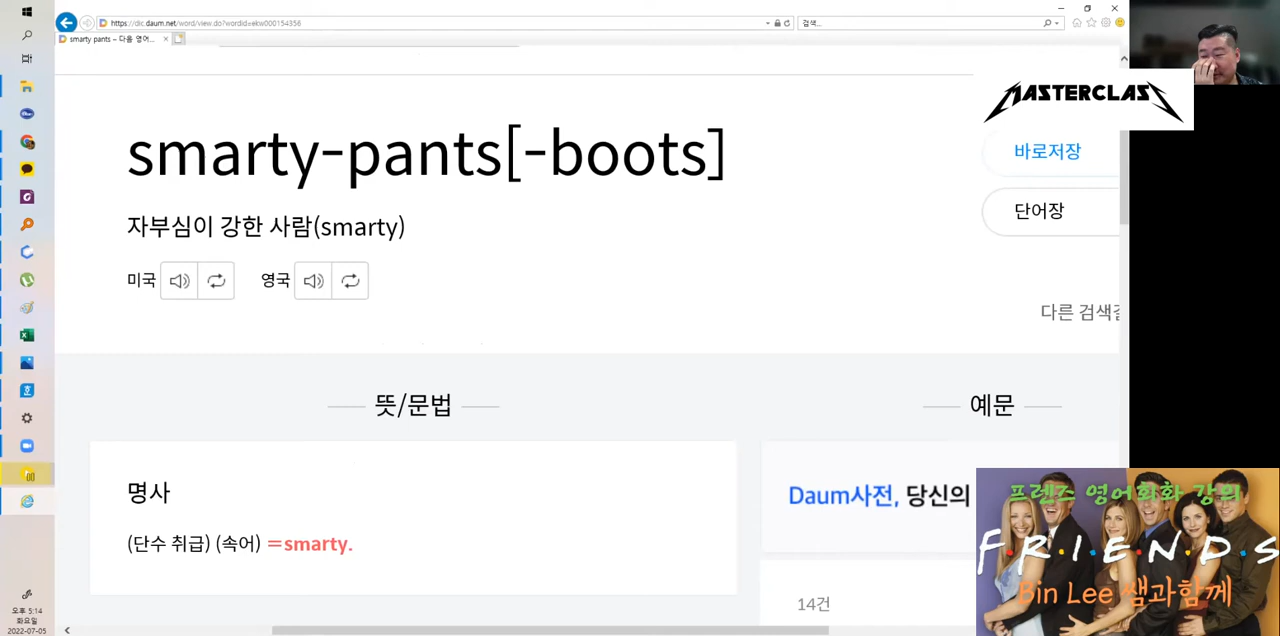 https://dic.daum.net/word/view.do?wordid=ekw000154356
검색...
smarty pants – 다음 영어...
MASTERCLASS
smarty-pants[-boots]
바로저장
자부심이 강한 사람(smarty)
단어장
미국
영국
다른 검색결
뜻/문법
예문
명사
Daum사전, 당신의
(단수 취급) (속어) =smarty.
14건
프렌즈 영어회화 강의
F·R·I·E·N·D·S
Bin Lee 쌤과함께
오후 5:14
화요일
2022-07-05